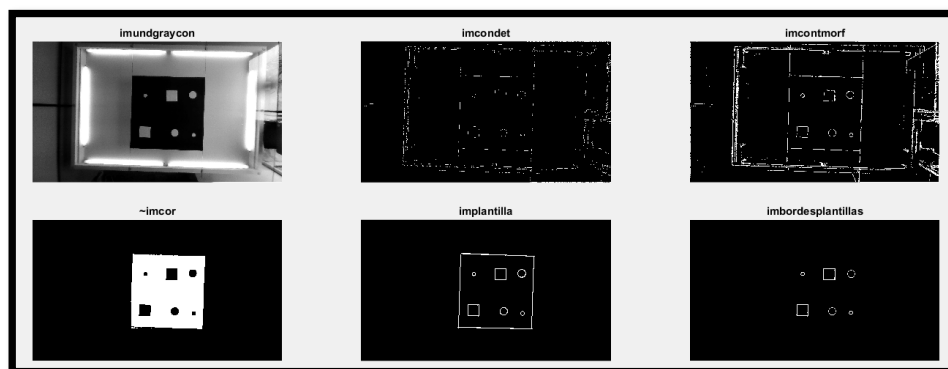 imundgraycon
imcondet
imcontmorf
~imcor
implantilla
imbordesplantillas